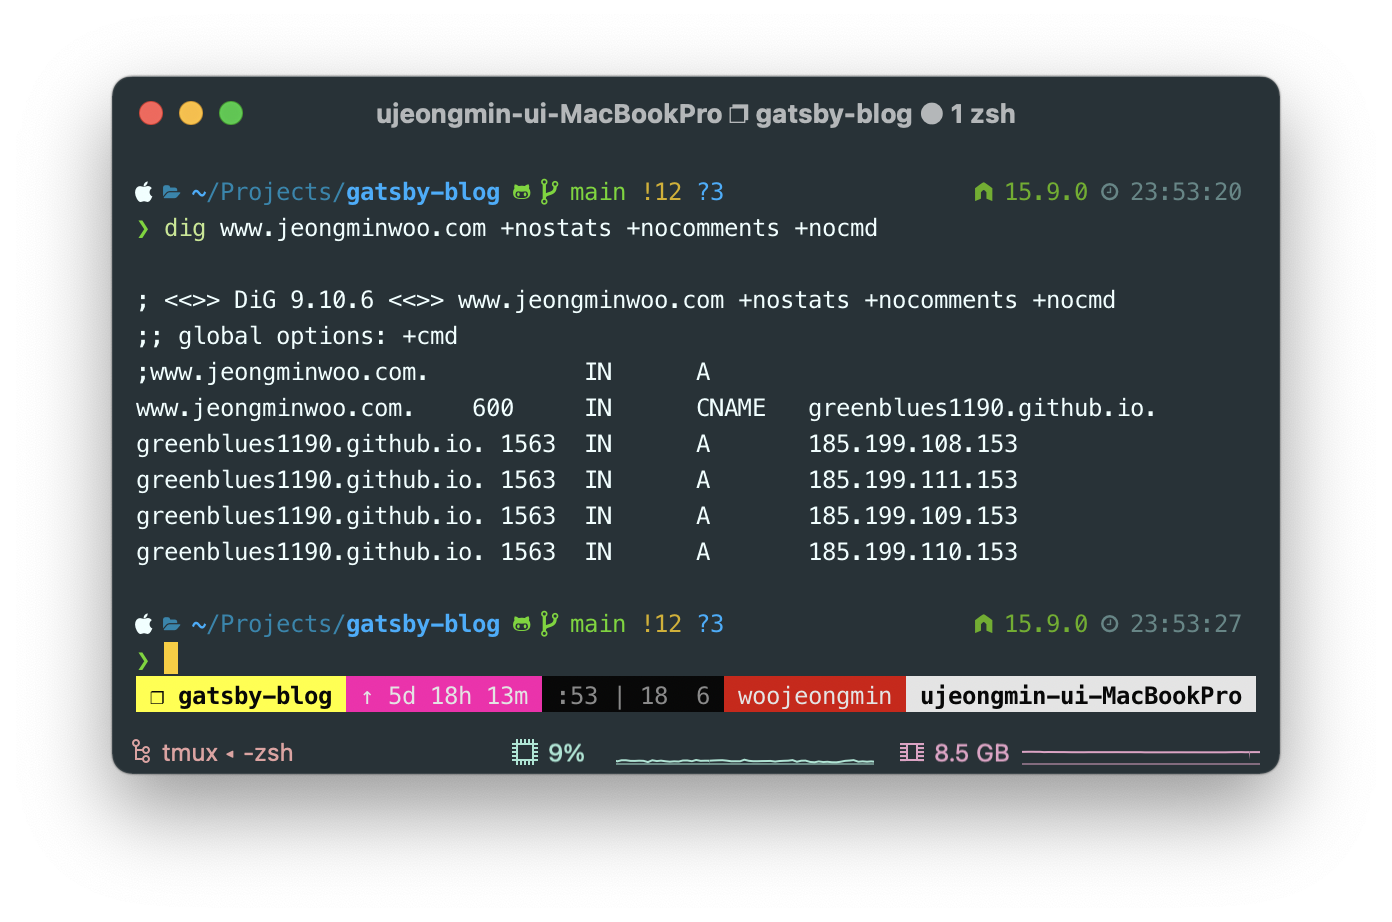 ujeongmin-ui-MacBookPro ❐ gatsby-blog ● 1 zsh
~/Projects/gatsby-blog main !12 ?3 15.9.0 23:53:20
❯ dig www.jeongminwoo.com +nostats +nocomments +nocmd
; <<>> DiG 9.10.6 <<>> www.jeongminwoo.com +nostats +nocomments +nocmd
;; global options: +cmd
;www.jeongminwoo.com. IN A
www.jeongminwoo.com. 600 IN CNAME greenblues1190.github.io.
greenblues1190.github.io. 1563 IN A 185.199.108.153
greenblues1190.github.io. 1563 IN A 185.199.111.153
greenblues1190.github.io. 1563 IN A 185.199.109.153
greenblues1190.github.io. 1563 IN A 185.199.110.153
~/Projects/gatsby-blog main !12 ?3 15.9.0 23:53:27
❯
❐ gatsby-blog ↑ 5d 18h 13m :53 | 18 6 woojeongmin ujeongmin-ui-MacBookPro
tmux ◂ -zsh 9% 8.5 GB